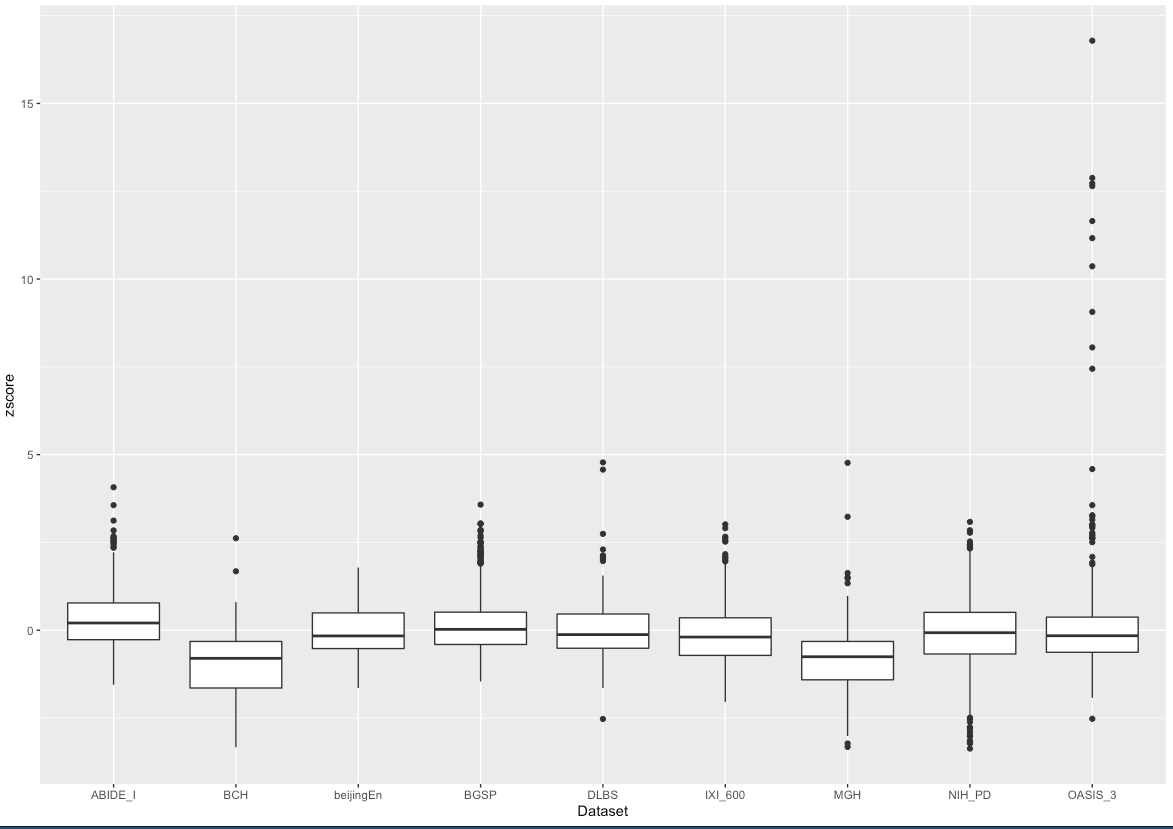 15
10
5
0
zscore
ABIDE_I BCH beijingEn BGSP DLBS IXI_600 MGH NIH_PD OASIS_3
Dataset